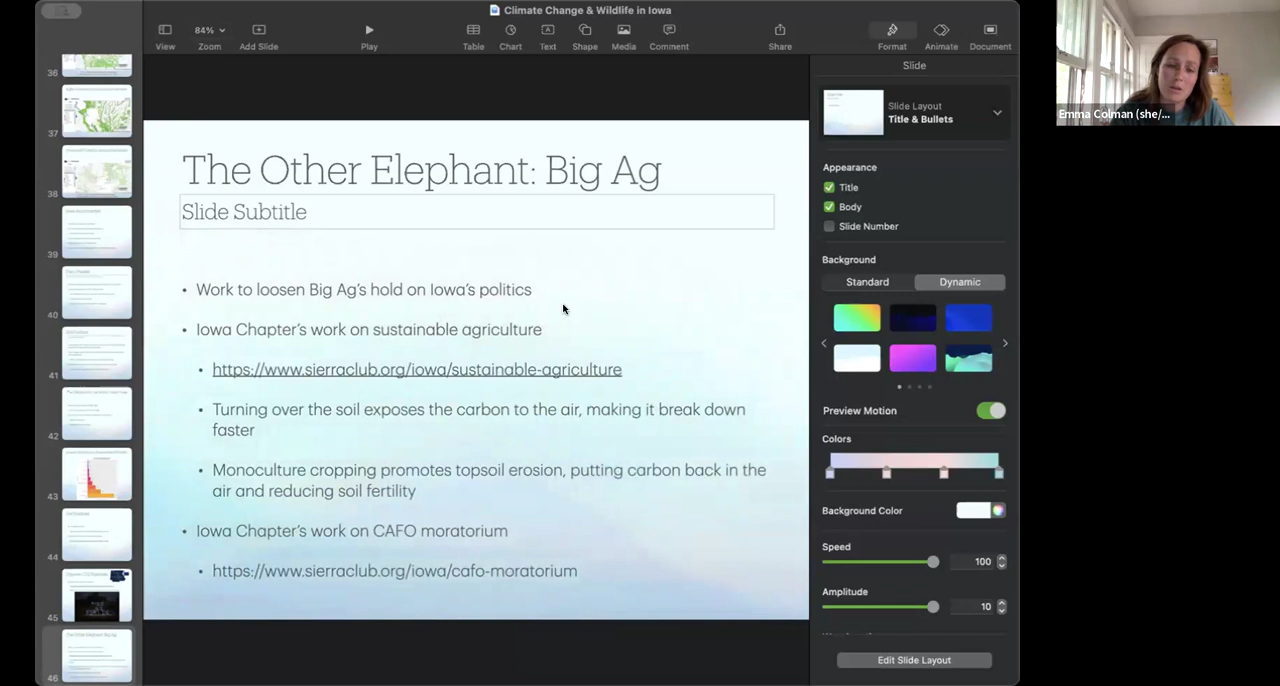 Climate Change & Wildlife in Iowa
84%
View
Zoom
Add Slide
Play
Table
Chart
Text
Shape
Media
Comment
Share
Format
Animate
Document
36
37
38
39
40
41
42
43
44
45
46
The Other Elephant: Big Ag
Slide Subtitle
• Work to loosen Big Ag's hold on Iowa's politics
• Iowa Chapter's work on sustainable agriculture
• https://www.sierraclub.org/iowa/sustainable-agriculture
• Turning over the soil exposes the carbon to the air, making it break down
faster
• Monoculture cropping promotes topsoil erosion, putting carbon back in the
air and reducing soil fertility
• Iowa Chapter's work on CAFO moratorium
• https://www.sierraclub.org/iowa/cafo-moratorium
Slide
Slide Layout
Title & Bullets
Appearance
Title
Body
Slide Number
Background
Standard
Dynamic
Preview Motion
Colors
Background Color
Speed
100
Amplitude
10
Edit Slide Layout
Emma Colman (she/...